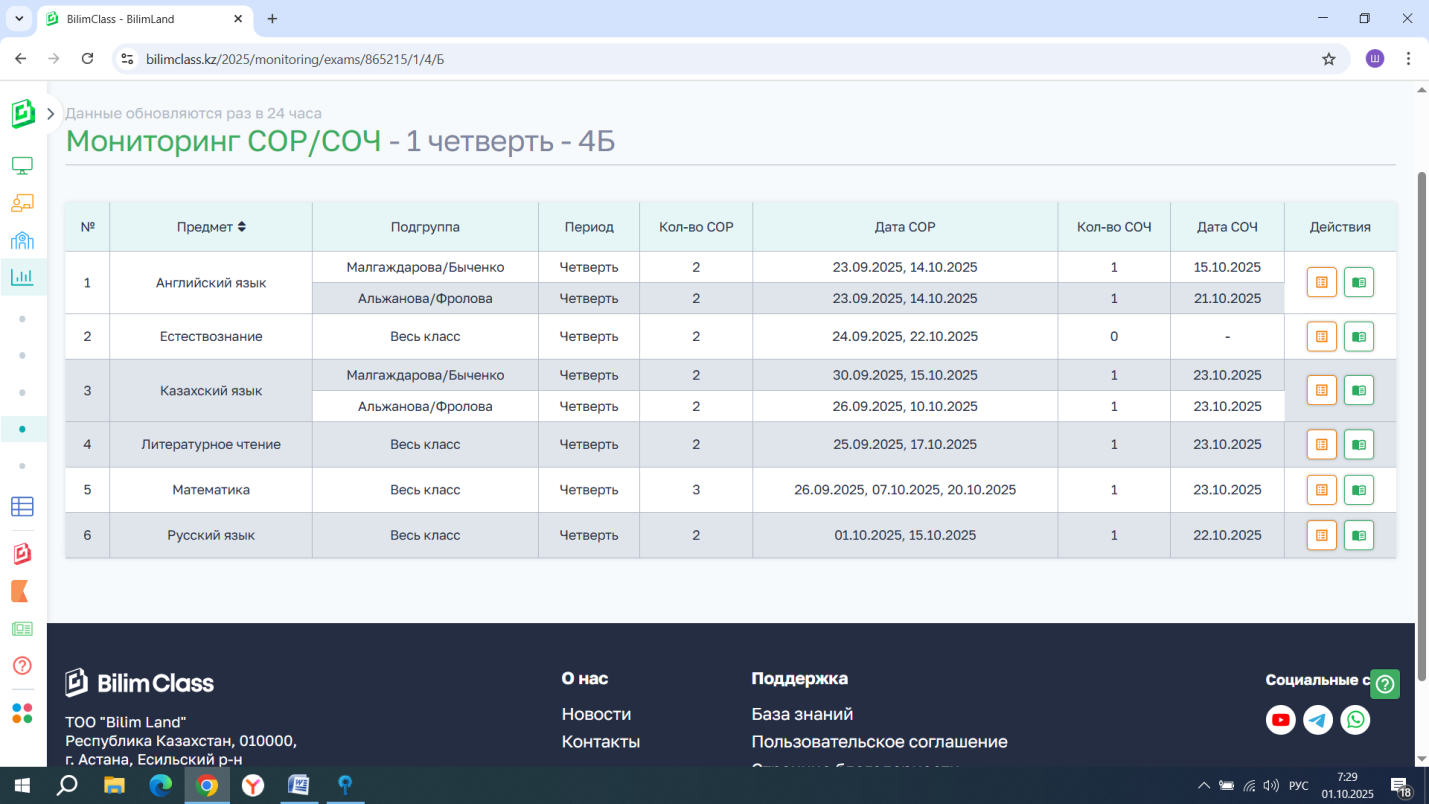 BilimClass - BilimLand
bilimclass.kz/2025/monitoring/exams/865215/1/4/Б
Ш
Данные обновляются раз в 24 часа
Мониторинг СОР/СОЧ - 1 четверть - 4Б
№ Предмет Подгруппа Период Кол-во СОР Дата СОР Кол-во СОЧ Дата СОЧ Действия
1 Английский язык Малгаждарова/Быченко Четверть 2 23.09.2025, 14.10.2025 1 15.10.2025
Альжанова/Фролова Четверть 2 23.09.2025, 14.10.2025 1 21.10.2025
2 Естествознание Весь класс Четверть 2 24.09.2025, 22.10.2025 0 -
3 Казахский язык Малгаждарова/Быченко Четверть 2 30.09.2025, 15.10.2025 1 23.10.2025
Альжанова/Фролова Четверть 2 26.09.2025, 10.10.2025 1 23.10.2025
4 Литературное чтение Весь класс Четверть 2 25.09.2025, 17.10.2025 1 23.10.2025
5 Математика Весь класс Четверть 3 26.09.2025, 07.10.2025, 20.10.2025 1 23.10.2025
6 Русский язык Весь класс Четверть 2 01.10.2025, 15.10.2025 1 22.10.2025
Bilim Class
ТОО "Bilim Land"
Республика Казахстан, 010000,
г. Астана, Есильский р-н
О нас
Новости
Контакты
Поддержка
База знаний
Пользовательское соглашение
Социальные с
РУС
7:29
01.10.2025
18